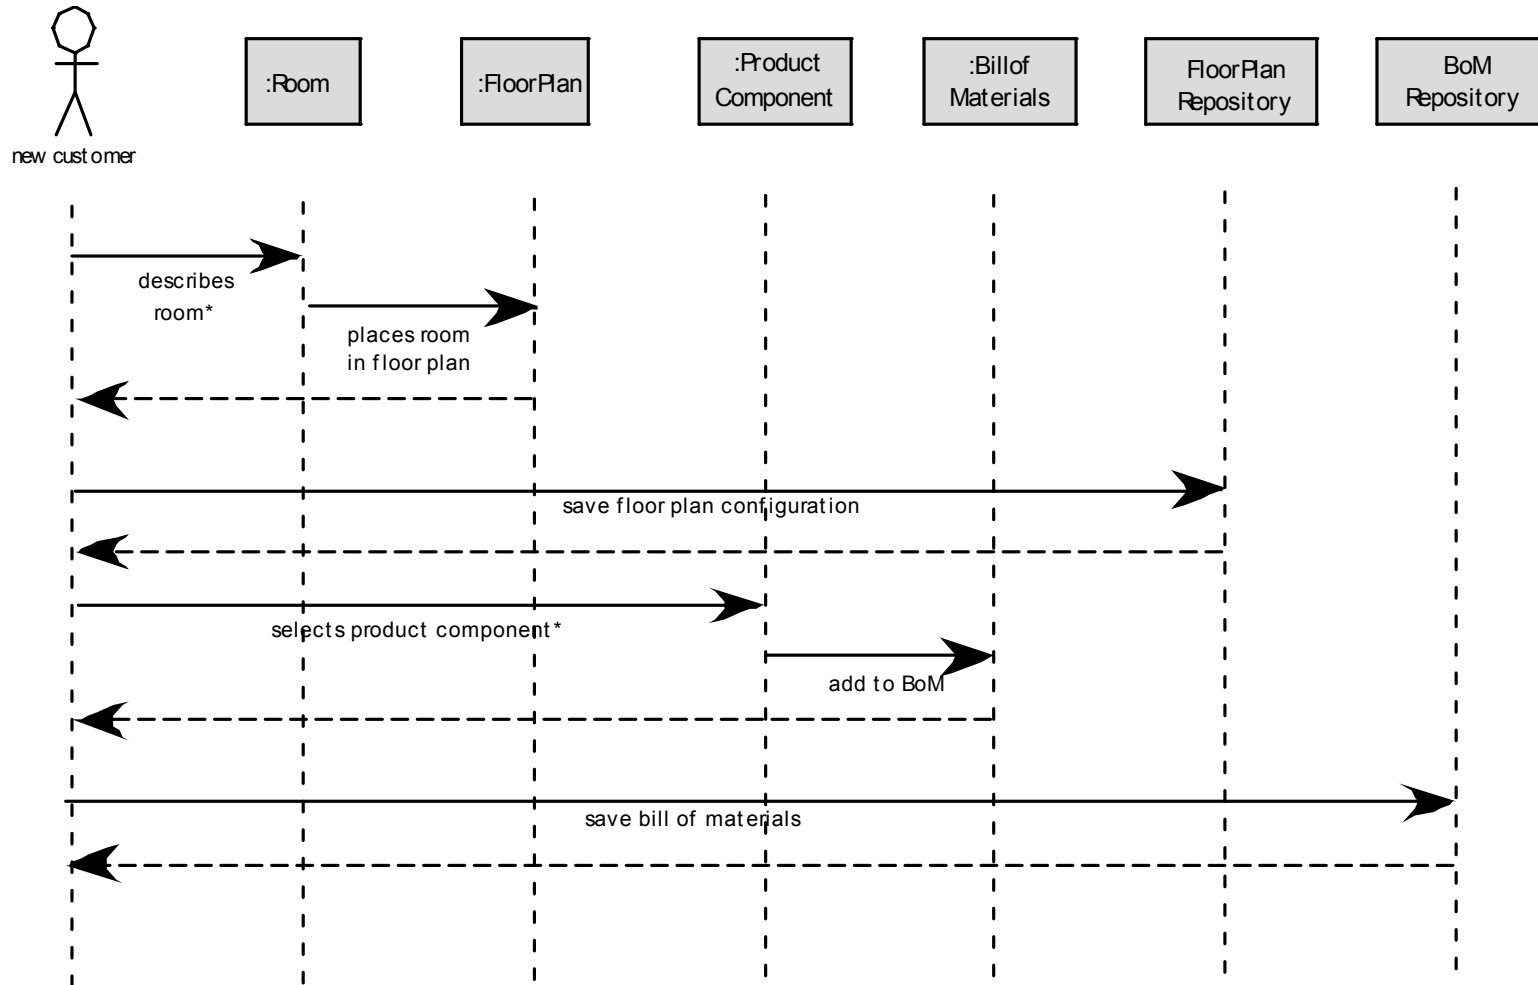 new customer
:Room
:FloorPlan
:Product
Component
:Billof
Materials
FloorPlan
Repository
BoM
Repository
describes
room*
places room
in floor plan
save floor plan configuration
selects product component*
add to BoM
save bill of materials